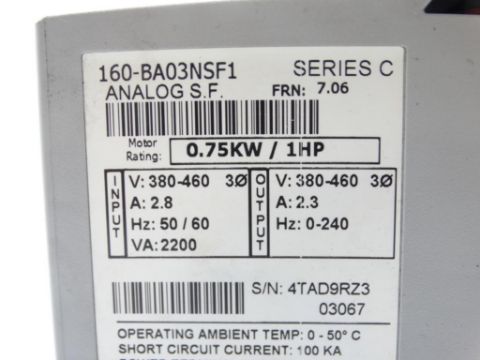 160-BA03NSF1 SERIES C
ANALOG S.F. FRN: 7.06
Motor Rating: 0.75KW / 1HP
INPUT
V: 380-460 3Ø
A: 2.8
Hz: 50 / 60
VA: 2200
OUTPUT
V: 380-460 3Ø
A: 2.3
Hz: 0-240
S/N: 4TAD9RZ3
03067
OPERATING AMBIENT TEMP: 0 - 50° C
SHORT CIRCUIT CURRENT: 100 KA